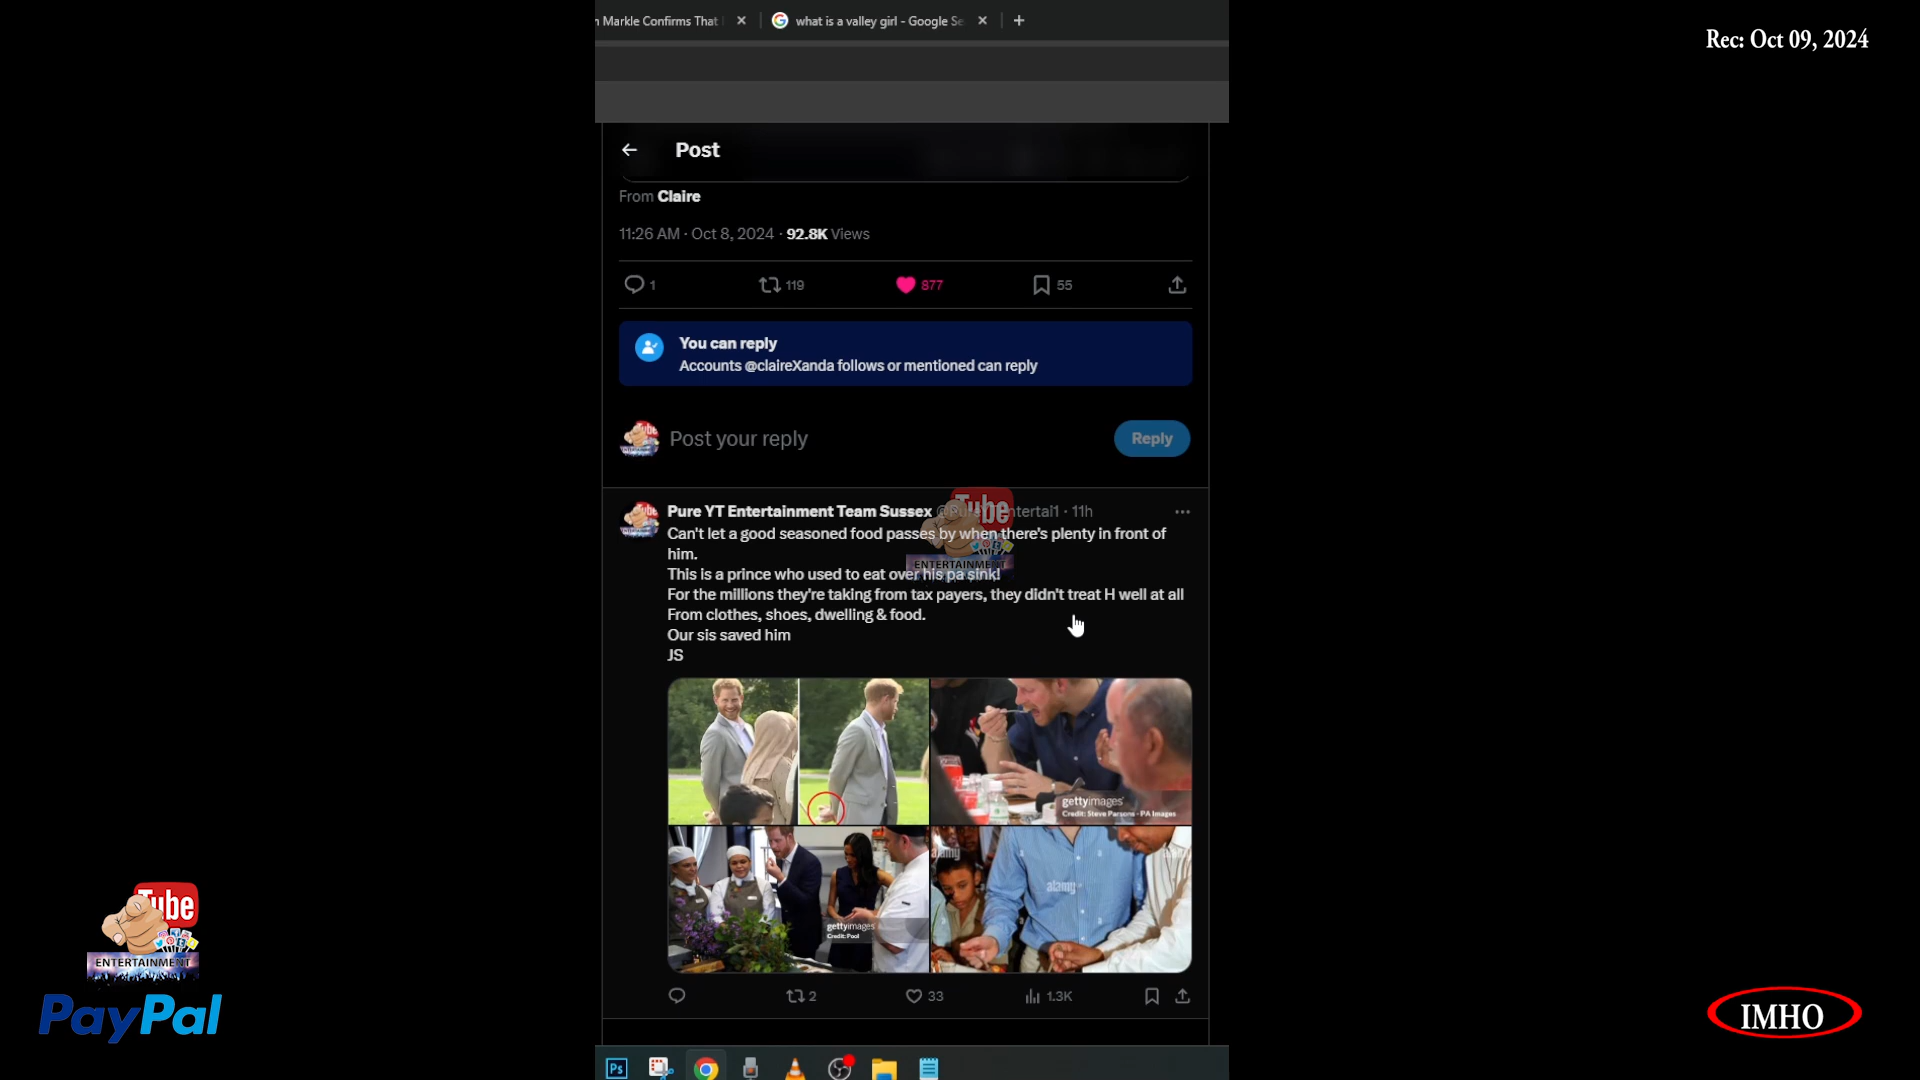 n Markle Confirms That
what is a valley girl - Google Se
Rec: Oct 09, 2024
Post
From Claire
11:26 AM · Oct 8, 2024 · 92.8K Views
1
119
877
55
You can reply
Accounts @claireXanda follows or mentioned can reply
Post your reply
Reply
Pure YT Entertainment Team Sussex
· 11h
Can't let a good seasoned food passes by when there's plenty in front of
him.
This is a prince who used to eat over his pa sink!
For the millions they're taking from tax payers, they didn't treat H well at all
From clothes, shoes, dwelling & food.
Our sis saved him
JS
Tube
ENTERTAINMENT
gettyimages
Credit: Steve Parsons - PA Images
alamy
gettyimages
Credit: Pool
2
33
1.3K
Tube
ENTERTAINMENT
PayPal
IMHO
Ps